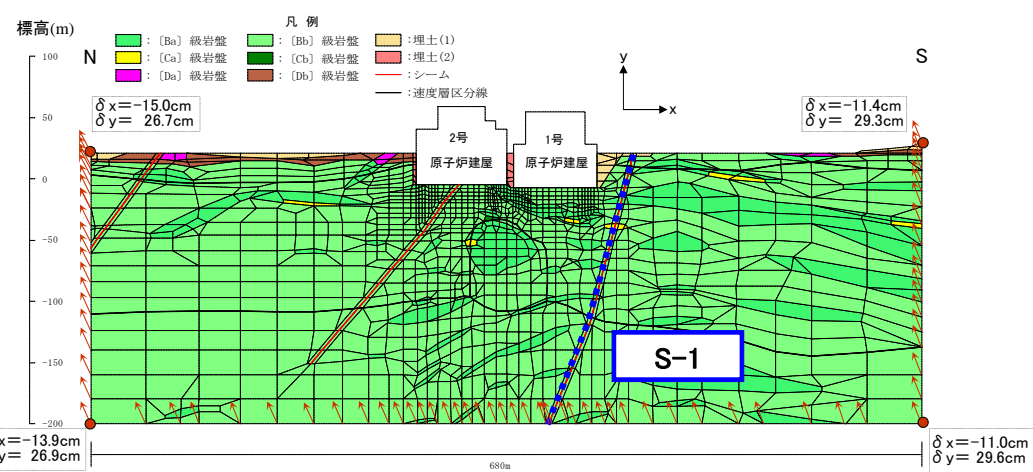 凡 例
標高(m)
:〔Ba〕級岩盤 :〔Bb〕級岩盤 :埋土(1)
:〔Ca〕級岩盤 :〔Cb〕級岩盤 :埋土(2)
:〔Da〕級岩盤 :〔Db〕級岩盤 :シーム
:速度層区分線
100
50
0
-50
-100
-150
-200
N
S
y
x
δx=-15.0cm
δy= 26.7cm
δx=-11.4cm
δy= 29.3cm
2号
原子炉建屋
1号
原子炉建屋
S-1
x=-13.9cm
y= 26.9cm
δx=-11.0cm
δy= 29.6cm
680m